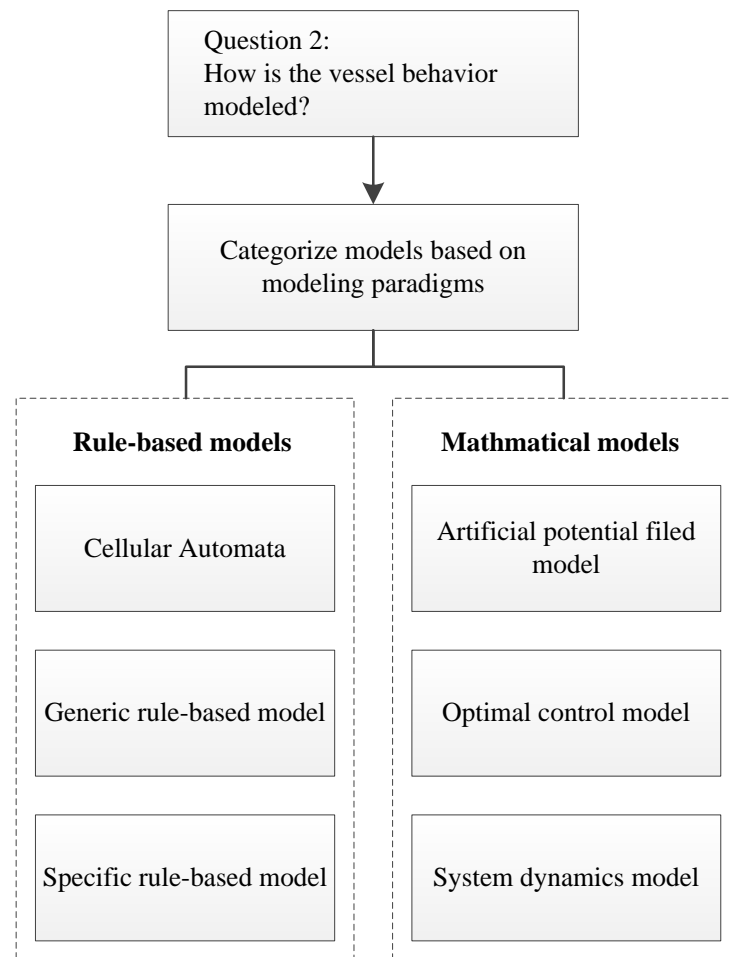 Question 2:
How is the vessel behavior
modeled?
Categorize models based on
modeling paradigms
Rule-based models
Cellular Automata
Generic rule-based model
Specific rule-based model
Mathmatical models
Artificial potential filed
model
Optimal control model
System dynamics model